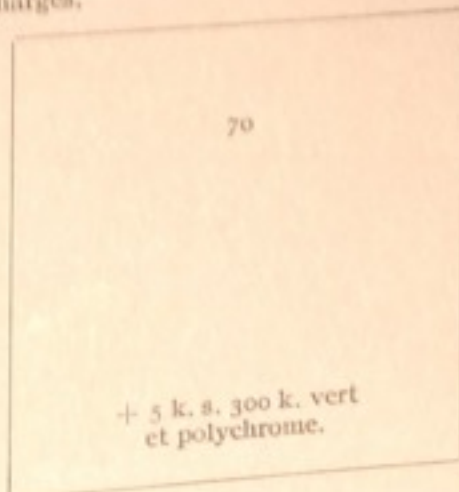 70
+ 5 k. s. 300 k. vert
et polychrome.